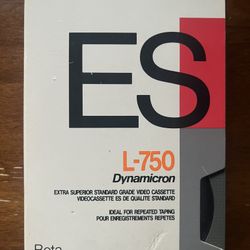 ES
L-750
Dynamicron
EXTRA SUPERIOR STANDARD GRADE VIDEO CASSETTE
VIDEOCASSETTE ES DE QUALITE STANDARD
IDEAL FOR REPEATED TAPING
POUR ENREGISTREMENTS REPETES
Beta